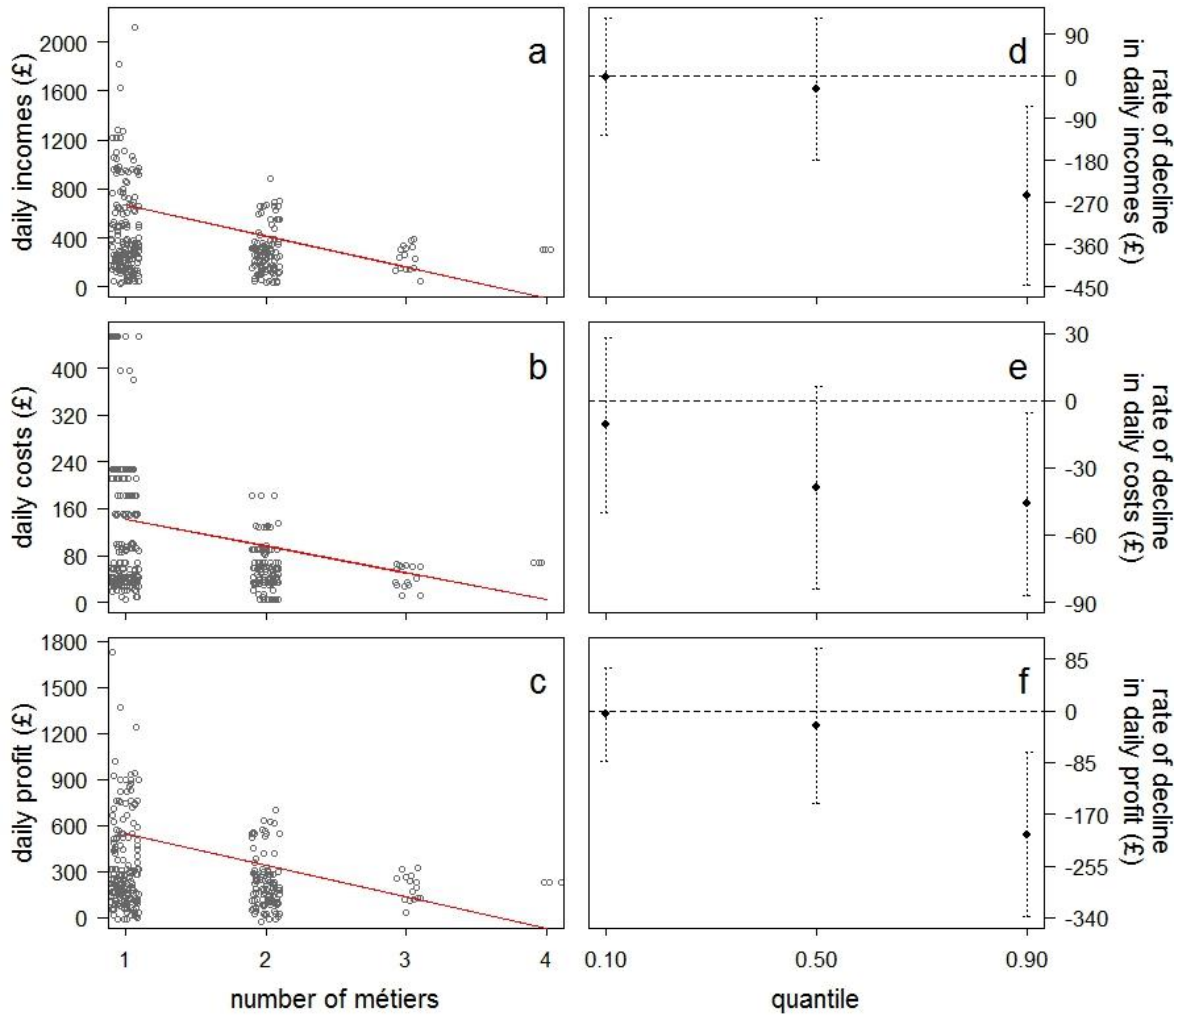 a
daily incomes (£)
2000
1600
1200
800
400
0
d
90
0
-90
-180
-270
-360
-450
rate of decline
in daily incomes (£)
b
daily costs (£)
400
320
240
160
80
0
e
30
0
-30
-60
-90
rate of decline
in daily costs (£)
c
daily profit (£)
1800
1500
1200
900
600
300
0
1 2 3 4
number of métiers
f
85
0
-85
-170
-255
-340
rate of decline
in daily profit (£)
0.10 0.50 0.90
quantile